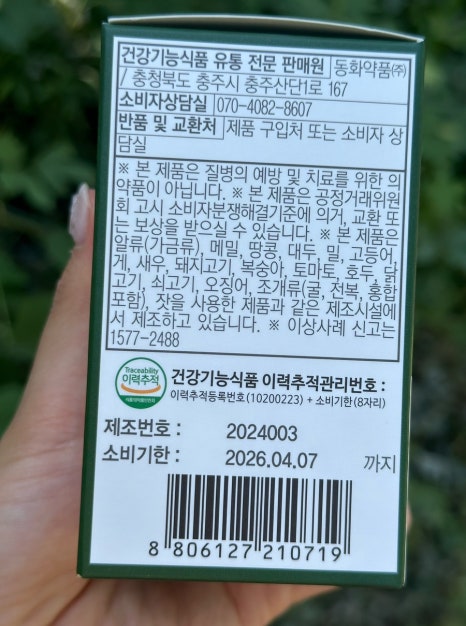 건강기능식품 유통 전문 판매원 동화약품㈜
/ 충청북도 충주시 충주산단1로 167
소비자상담실 070-4082-8607
반품 및 교환처 제품 구입처 또는 소비자 상
담실
※ 본 제품은 질병의 예방 및 치료를 위한 의
약품이 아닙니다. ※ 본 제품은 공정거래위원
회 고시 소비자분쟁해결기준에 의거, 교환 또
는 보상을 받으실 수 있습니다. ※ 본 제품은
알류(가금류), 메밀, 땅콩, 대두, 밀, 고등어,
게, 새우, 돼지고기, 복숭아, 토마토, 호두, 닭
고기, 쇠고기, 오징어, 조개류(굴, 전복, 홍합
포함), 잣을 사용한 제품과 같은 제조시설에
서 제조하고 있습니다. ※ 이상사례 신고는
1577-2488
Traceability
이력추적
식품의약품안전처
건강기능식품 이력추적관리번호 :
이력추적등록번호(10200223) + 소비기한(8자리)
제조번호 : 2024003
소비기한 : 2026.04.07 까지
8 806127 210719